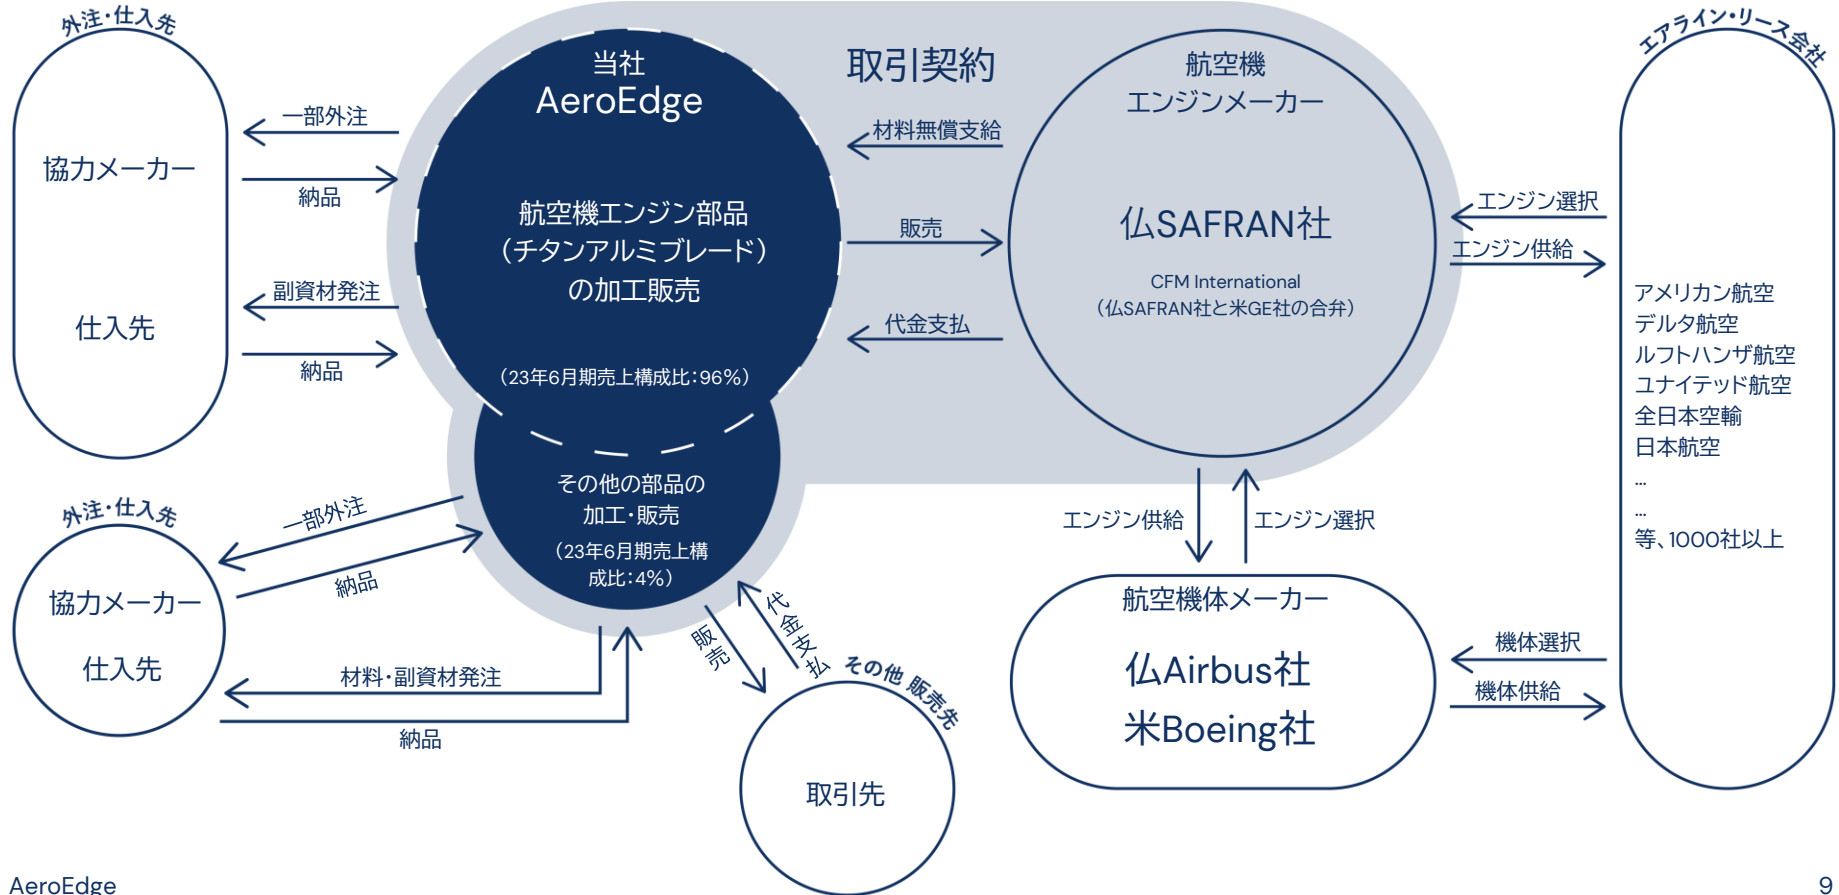 外注・仕入先
協力メーカー
仕入先
一部外注
納品
副資材発注
納品
当社
AeroEdge
航空機エンジン部品
（チタンアルミブレード）
の加工販売
（23年6月期売上構成比：96%）
その他の部品の
加工・販売
（23年6月期売上構
成比：4%）
取引契約
材料無償支給
販売
代金支払
航空機
エンジンメーカー
仏SAFRAN社
CFM International
（仏SAFRAN社と米GE社の合弁）
エンジン選択
エンジン供給
エアライン・リース会社
アメリカン航空
デルタ航空
ルフトハンザ航空
ユナイテッド航空
全日本空輸
日本航空
...
...
等、1000社以上
外注・仕入先
協力メーカー
仕入先
一部外注
納品
材料・副資材発注
納品
販売
代金支払
その他 販売先
取引先
エンジン供給
エンジン選択
航空機体メーカー
仏Airbus社
米Boeing社
機体選択
機体供給
AeroEdge
9